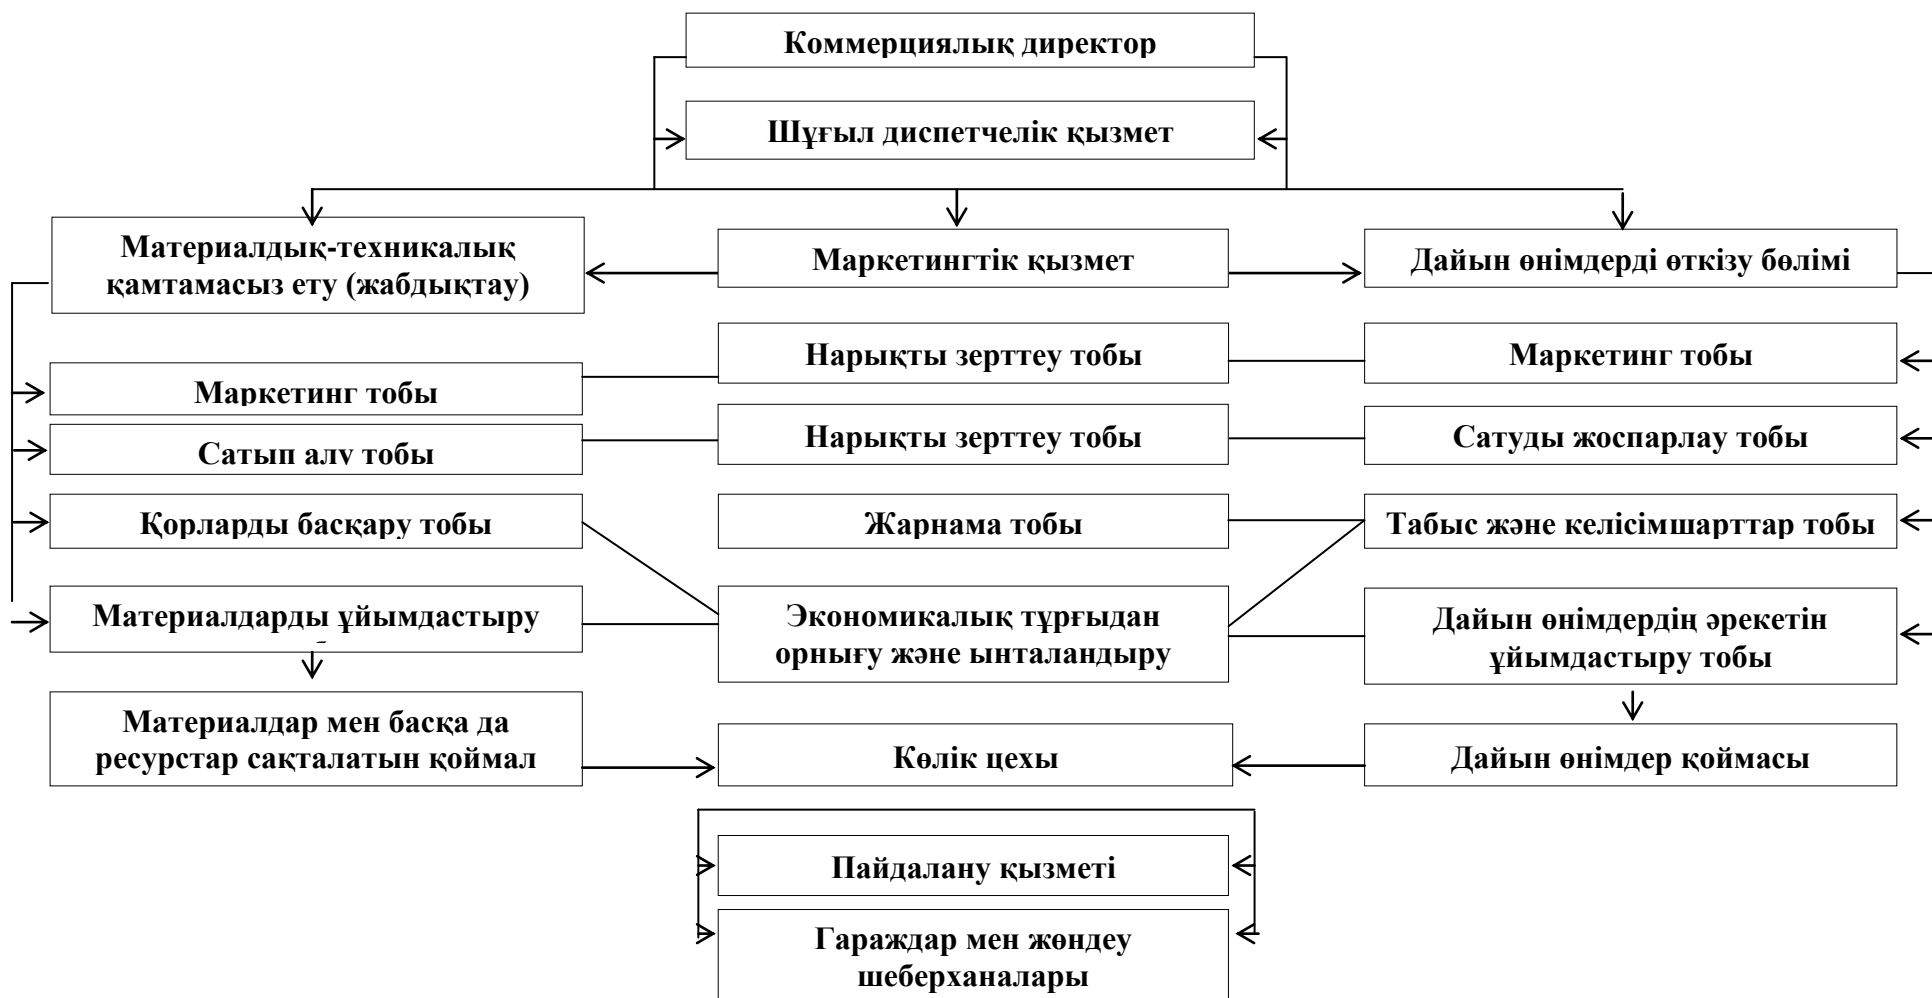 Коммерциялық директор
Шұғыл диспетчелік қызмет
Материалдық-техникалық
қамтамасыз ету (жабдықтау)
Маркетингтік қызмет
Дайын өнімдерді өткізу бөлімі
Нарықты зерттеу тобы
Маркетинг тобы
Маркетинг тобы
Сатып алу тобы
Нарықты зерттеу тобы
Сатуды жоспарлау тобы
Қорларды басқару тобы
Жарнама тобы
Табыс және келісімшарттар тобы
Материалдарды ұйымдастыру
Экономикалық тұрғыдан
орнығу және ынталандыру
Дайын өнімдердің әрекетін
ұйымдастыру тобы
Материалдар мен басқа да
ресурстар сақталатын қоймал
Көлік цехы
Дайын өнімдер қоймасы
Пайдалану қызметі
Гараждар мен жөндеу
шеберханалары